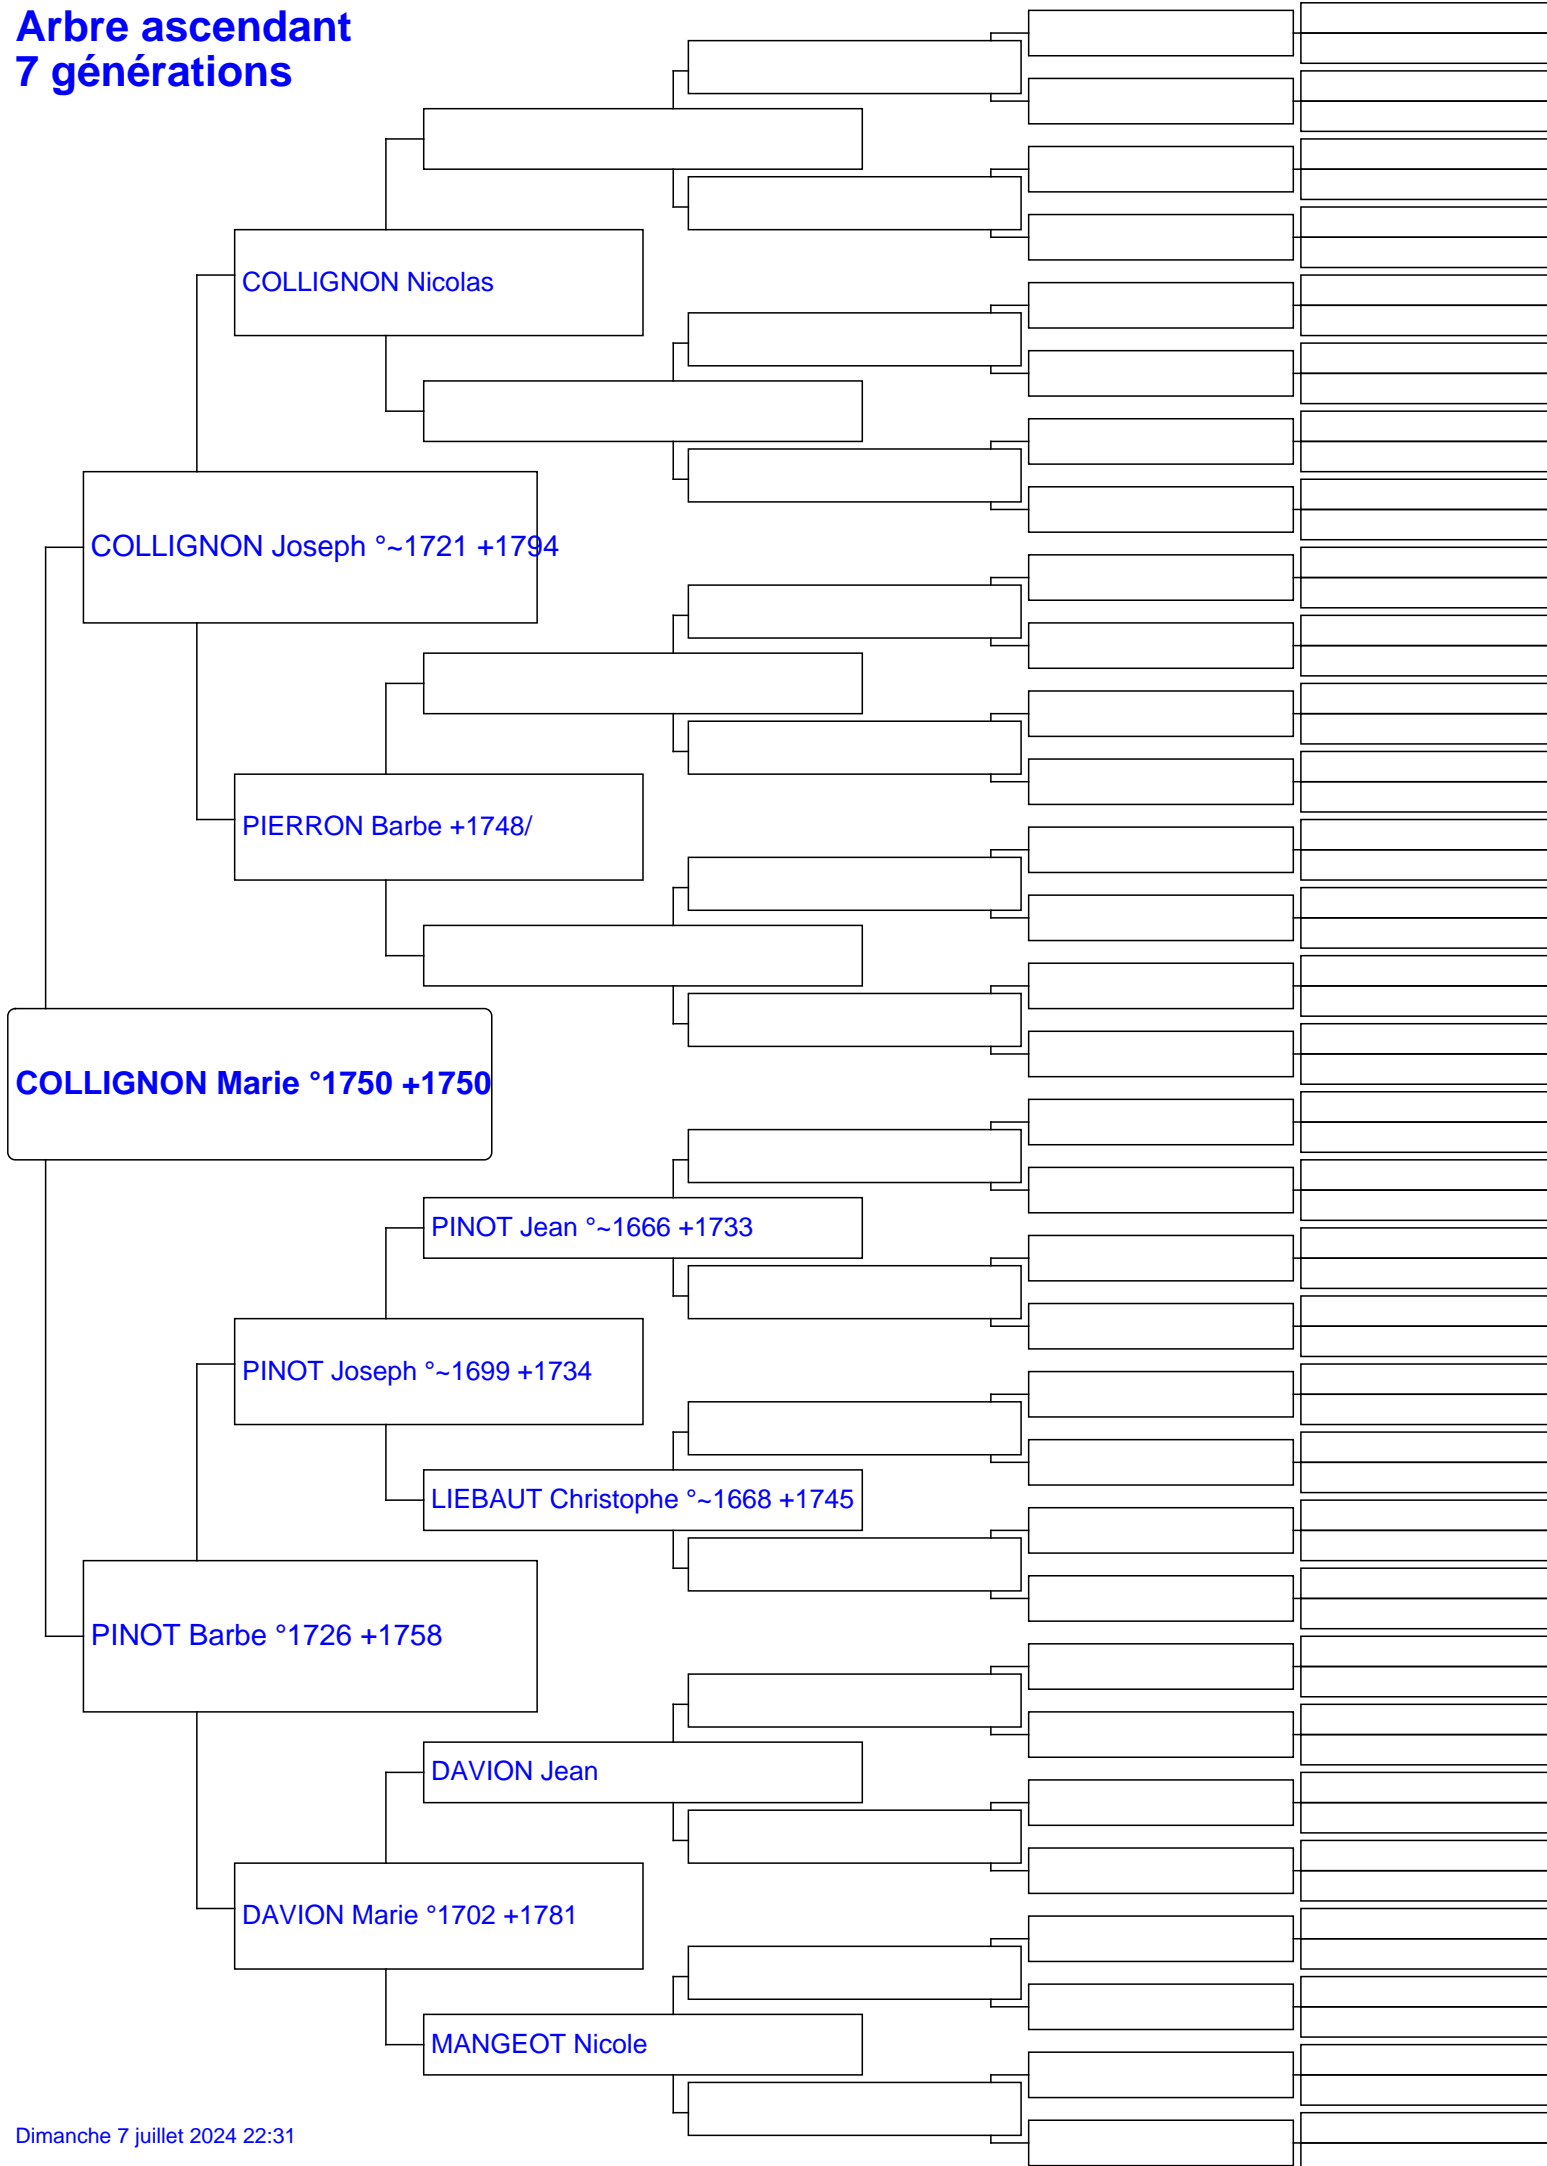 Arbre ascendant
7 générations
COLLIGNON Nicolas
COLLIGNON Joseph °~1721 +1794
PIERRON Barbe +1748/
COLLIGNON Marie °1750 +1750
PINOT Jean °~1666 +1733
PINOT Joseph °~1699 +1734
LIEBAUT Christophe °~1668 +1745
PINOT Barbe °1726 +1758
DAVION Jean
DAVION Marie °1702 +1781
MANGEOT Nicole
Dimanche 7 juillet 2024 22:31